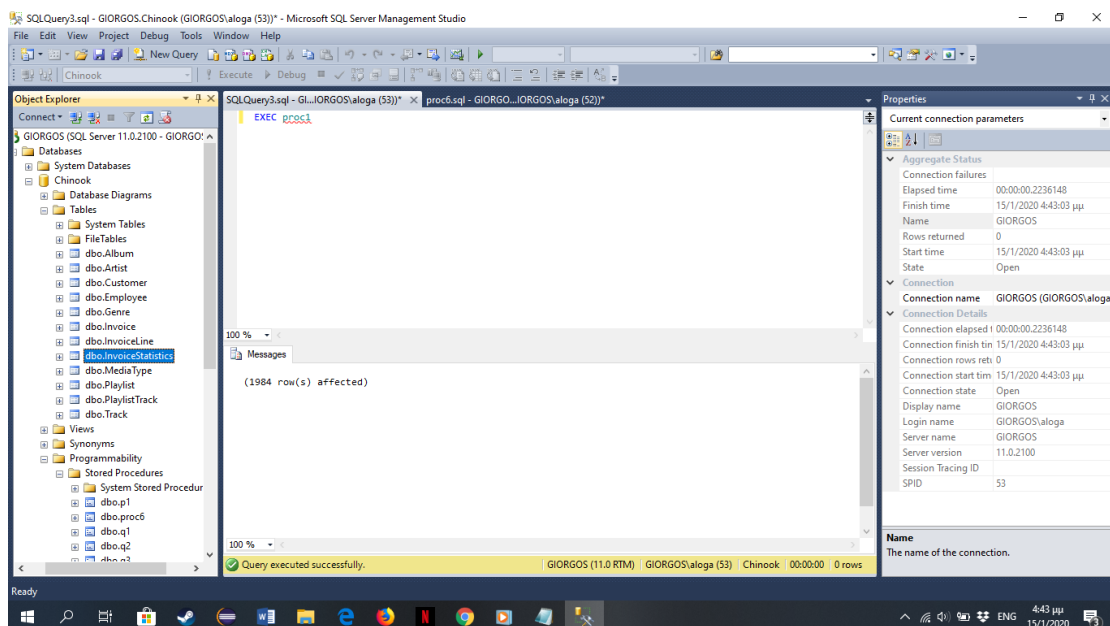 SQLQuery3.sql - GIORGOS.Chinook (GIORGOS\aloga (53))* - Microsoft SQL Server Management Studio
File Edit View Project Debug Tools Window Help
New Query
Chinook
Execute Debug
Object Explorer
Connect
GIORGOS (SQL Server 11.0.2100 - GIORGO
Databases
System Databases
Chinook
Database Diagrams
Tables
System Tables
FileTables
dbo.Album
dbo.Artist
dbo.Customer
dbo.Employee
dbo.Genre
dbo.Invoice
dbo.InvoiceLine
dbo.InvoiceStatistics
dbo.MediaType
dbo.Playlist
dbo.PlaylistTrack
dbo.Track
Views
Synonyms
Programmability
Stored Procedures
System Stored Procedur
dbo.p1
dbo.proc6
dbo.q1
dbo.q2
dbo.q3
SQLQuery3.sql - GI...IORGOS\aloga (53))*
proc6.sql - GIORGO...IORGOS\aloga (52))*
EXEC proc1
100 %
Messages
(1984 row(s) affected)
100 %
Query executed successfully.
GIORGOS (11.0 RTM) GIORGOS\aloga (53) Chinook 00:00:00 0 rows
Properties
Current connection parameters
Aggregate Status
Connection failures
Elapsed time 00:00:00.2236148
Finish time 15/1/2020 4:43:03 μμ
Name GIORGOS
Rows returned 0
Start time 15/1/2020 4:43:03 μμ
State Open
Connection
Connection name GIORGOS (GIORGOS\aloga
Connection Details
Connection elapsed t 00:00:00.2236148
Connection finish tin 15/1/2020 4:43:03 μμ
Connection rows retu 0
Connection start tim 15/1/2020 4:43:03 μμ
Connection state Open
Display name GIORGOS
Login name GIORGOS\aloga
Server name GIORGOS
Server version 11.0.2100
Session Tracing ID
SPID 53
Name
The name of the connection.
Ready
ENG
4:43 μμ
15/1/2020